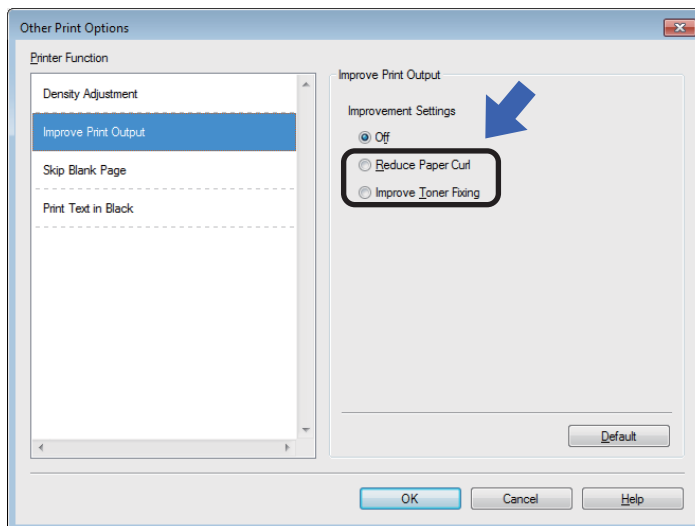 Other Print Options
Printer Function
Density Adjustment
Improve Print Output
Skip Blank Page
Print Text in Black
Improve Print Output
Improvement Settings
Off
Reduce Paper Curl
Improve Toner Fixing
Default
OK
Cancel
Help